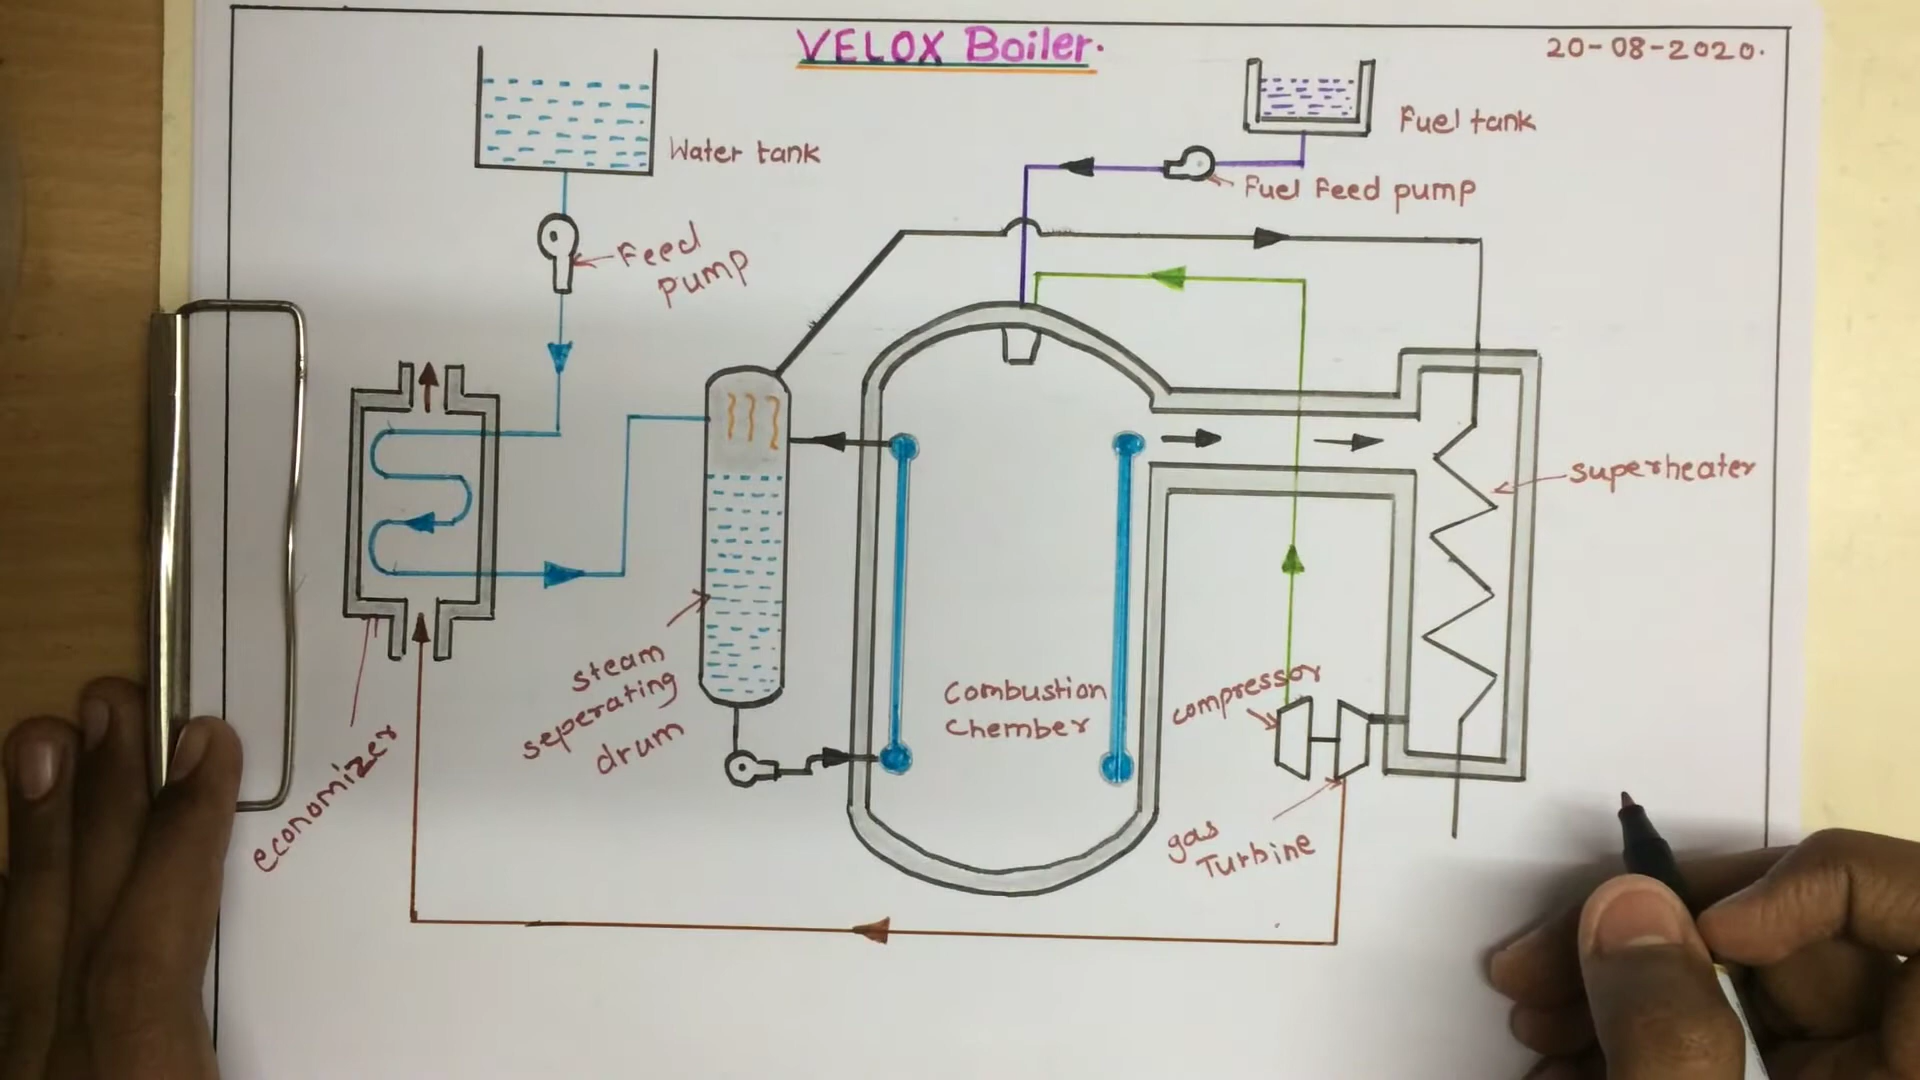 VELOX Boiler.
20-08-2020.
Water tank
Fuel tank
Fuel Feed pump
Feed
pump
superheater
steam
seperating
drum
Combustion
Chember
compressor
gas
Turbine
economizer